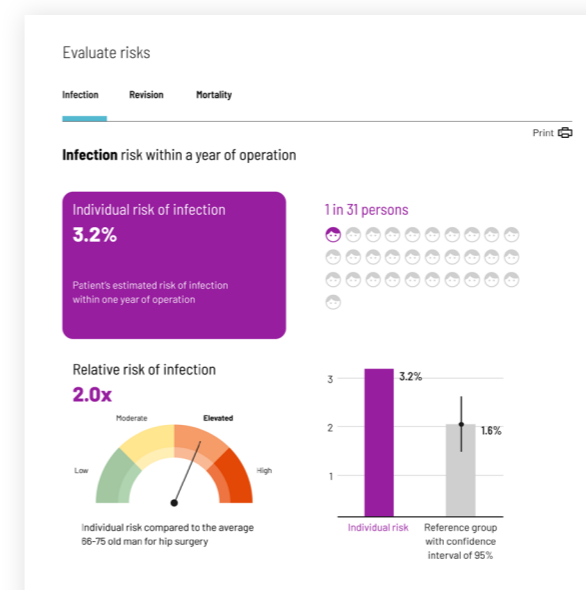 Evaluate risks
Infection Revision Mortality
Print
Infection risk within a year of operation
Individual risk of infection
3.2%
Patient's estimated risk of infection
within one year of operation
1 in 31 persons
Relative risk of infection
2.0x
Moderate Elevated
Low High
Individual risk compared to the average
66-75 old man for hip surgery
3
2
1
3.2%
1.6%
Individual risk
Reference group
with confidence
interval of 95%